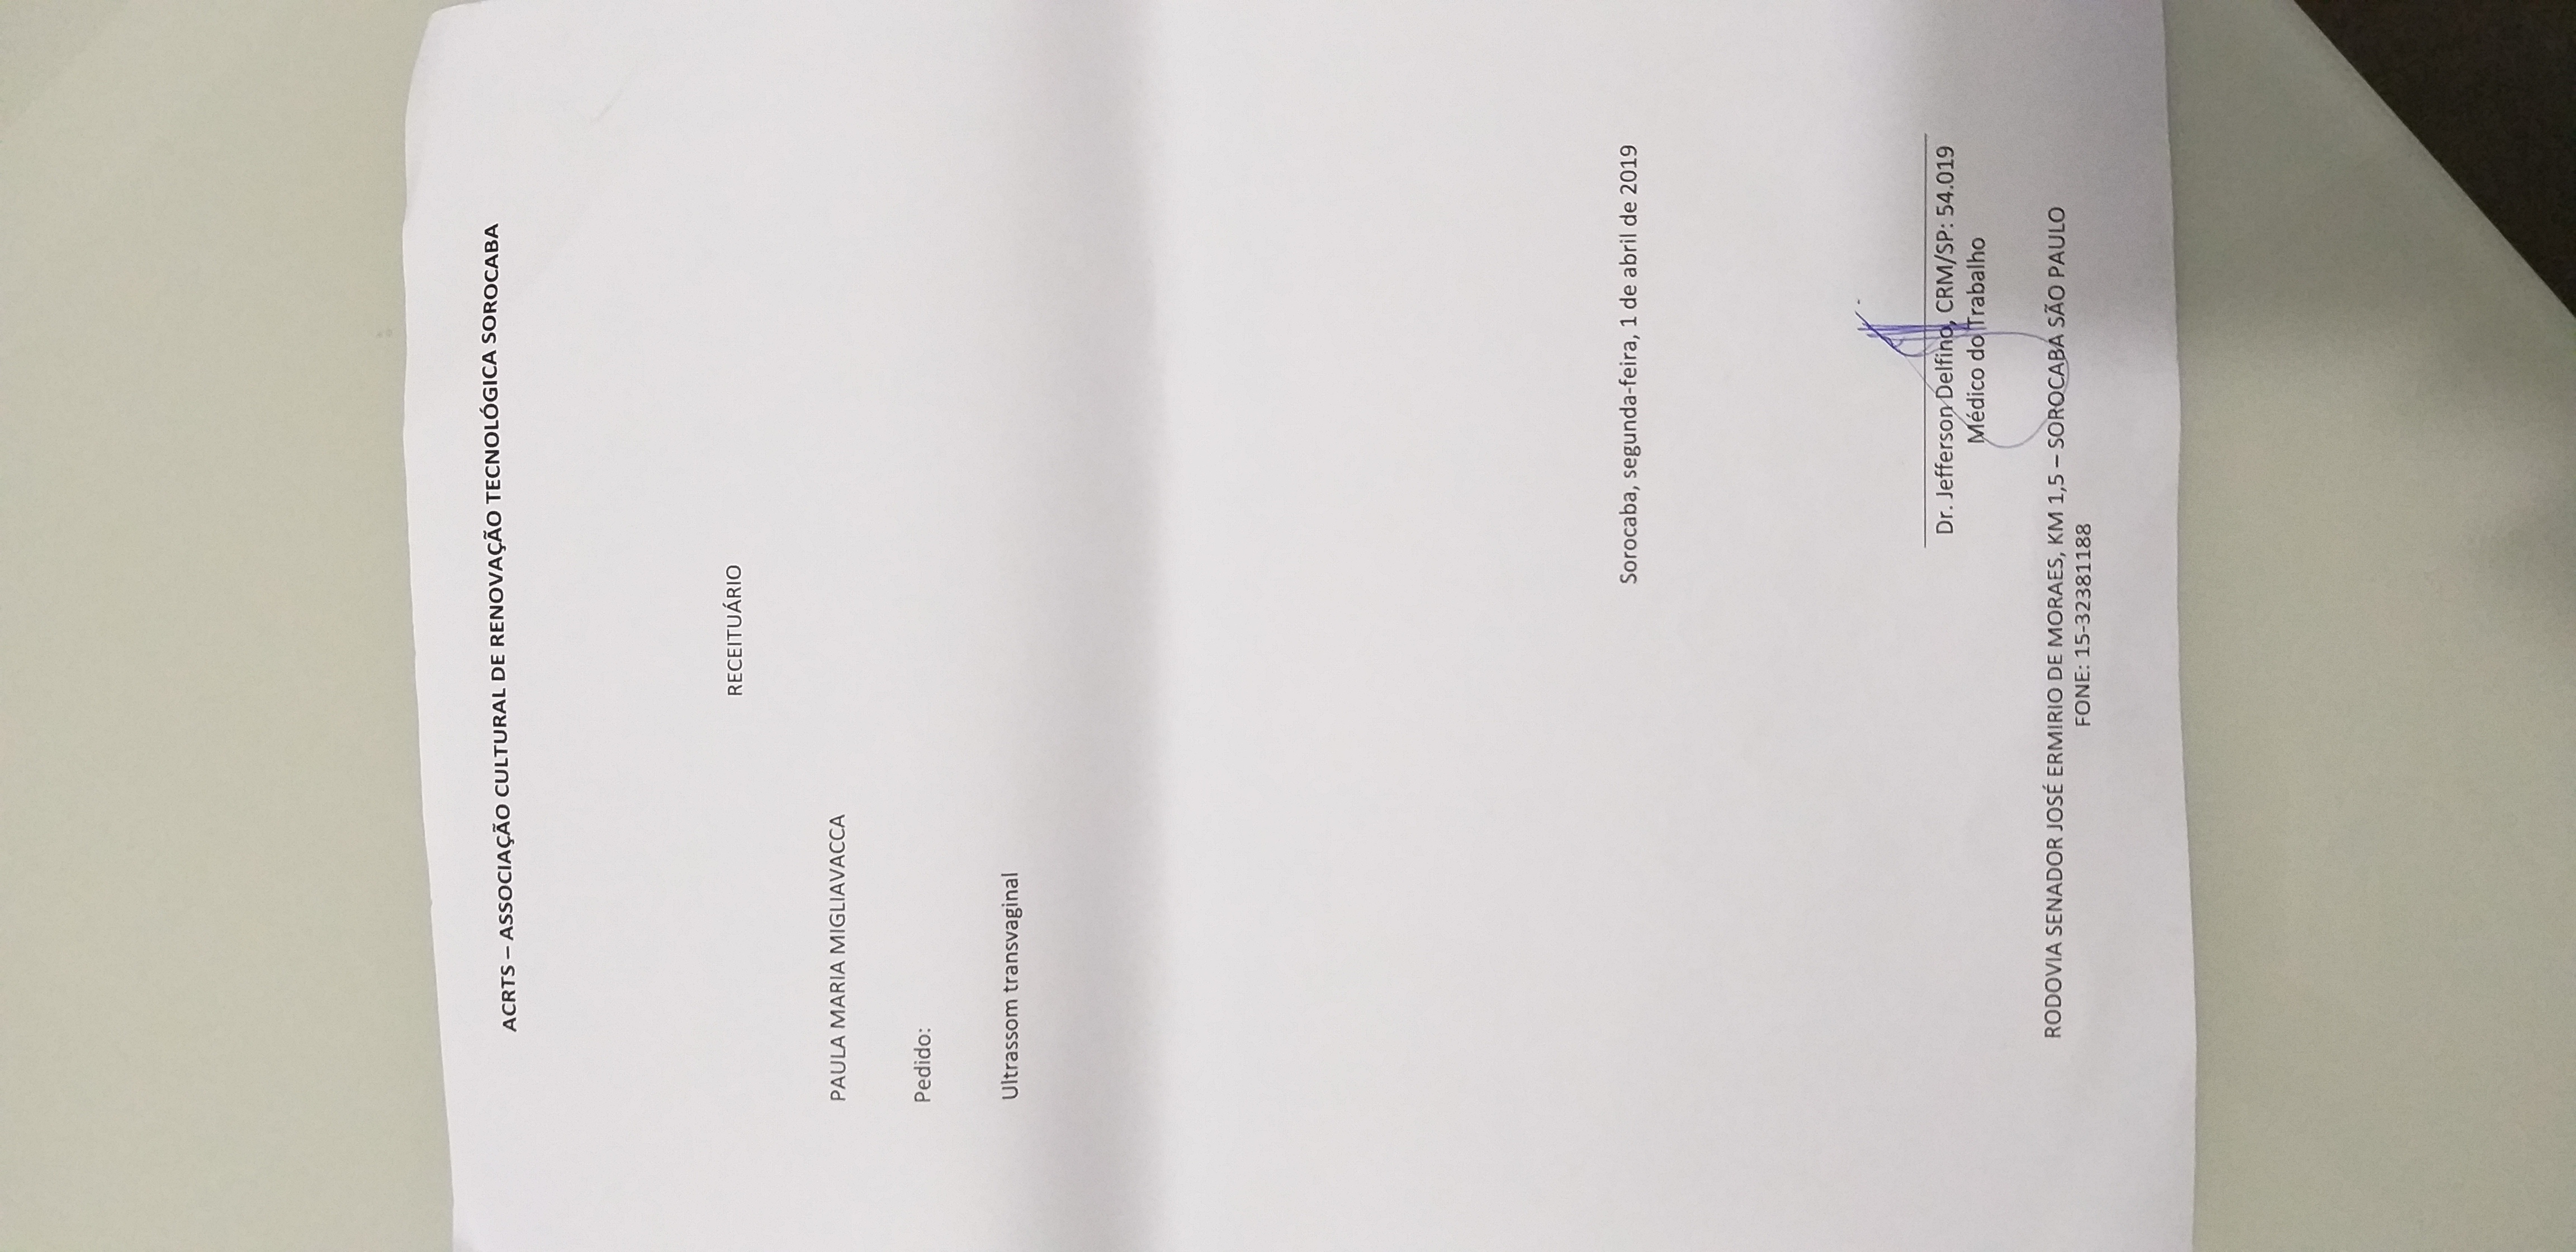 ACRTS – ASSOCIAÇÃO CULTURAL DE RENOVAÇÃO TECNOLÓGICA SOROCABA
RECEITUÁRIO
PAULA MARIA MIGLIAVACCA
Pedido:
Ultrassom transvaginal
Sorocaba, segunda-feira, 1 de abril de 2019
Dr. Jefferson Delfino, CRM/SP: 54.019
Médico do Trabalho
RODOVIA SENADOR JOSÉ ERMIRIO DE MORAES, KM 1,5 – SOROCABA SÃO PAULO
FONE: 15-32381188